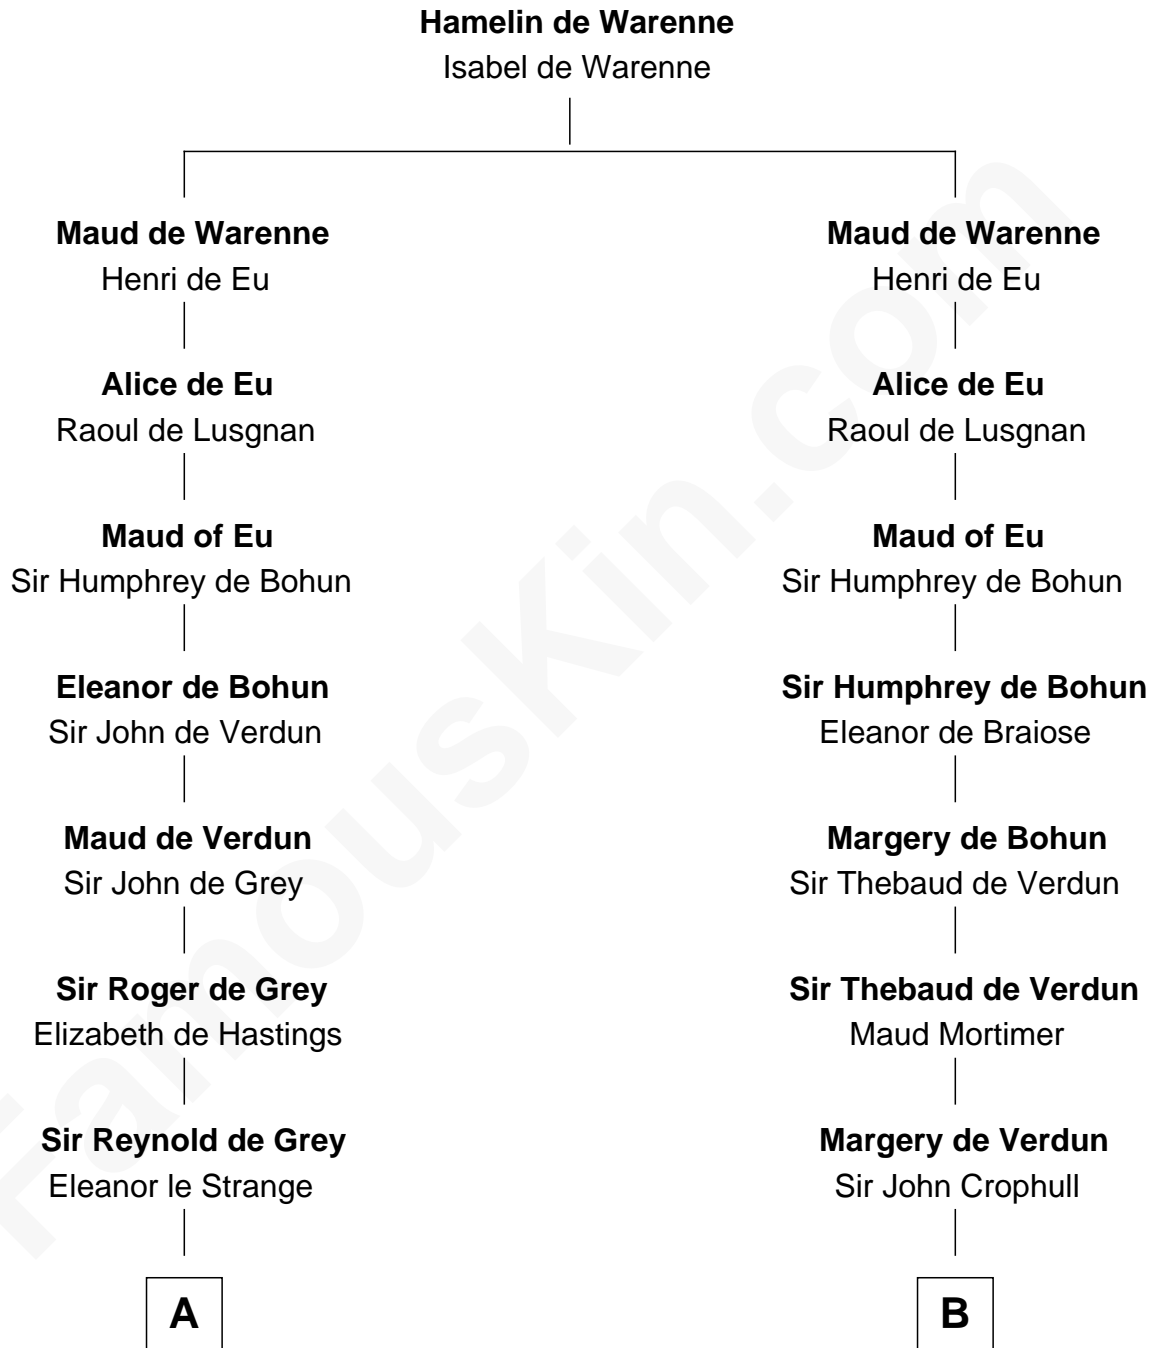 Hamelin de Warenne
Isabel de Warenne
Maud de Warenne
Henri de Eu
Alice de Eu
Raoul de Lusgnan
Maud of Eu
Sir Humphrey de Bohun
Eleanor de Bohun
Sir John de Verdun
Maud de Verdun
Sir John de Grey
Sir Roger de Grey
Elizabeth de Hastings
Sir Reynold de Grey
Eleanor le Strange
A
Maud de Warenne
Henri de Eu
Alice de Eu
Raoul de Lusgnan
Maud of Eu
Sir Humphrey de Bohun
Sir Humphrey de Bohun
Eleanor de Braiose
Margery de Bohun
Sir Thebaud de Verdun
Sir Thebaud de Verdun
Maud Mortimer
Margery de Verdun
Sir John Crophull
B
FamousKin.com